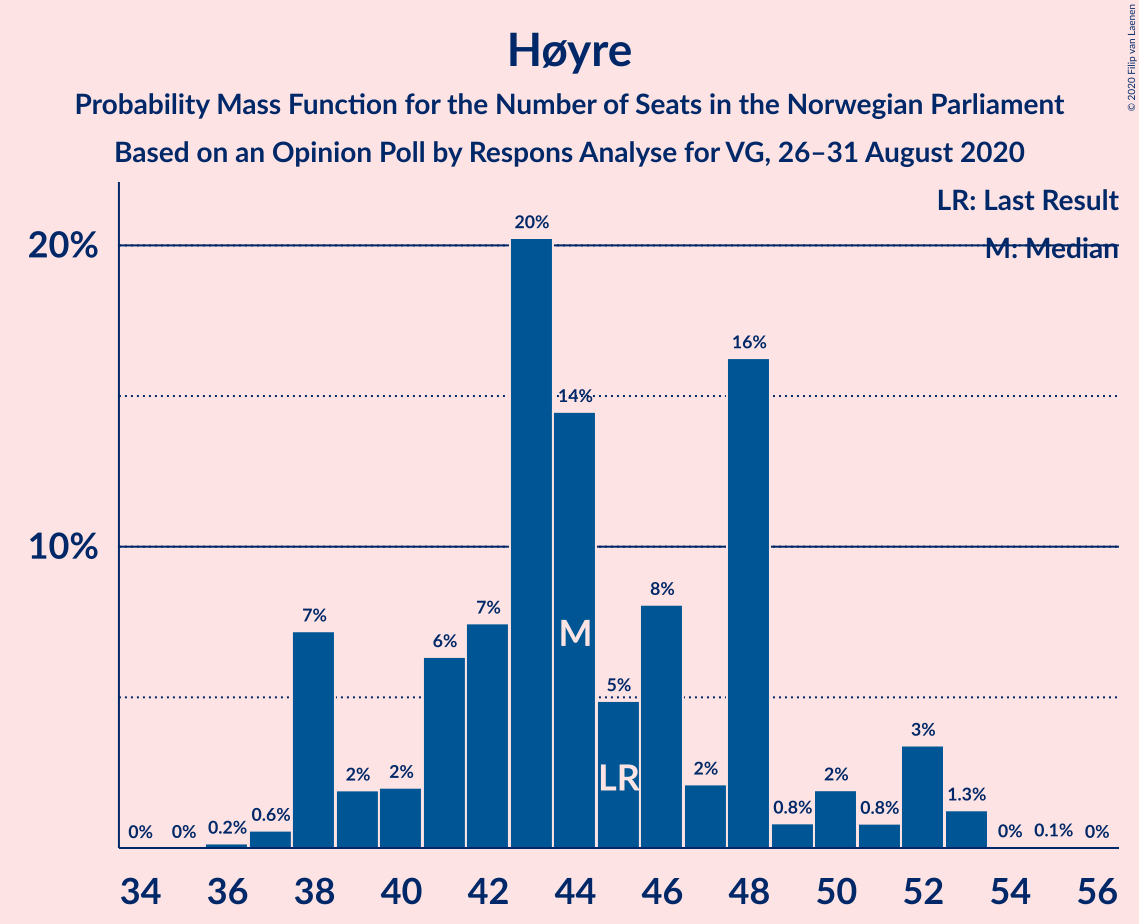 Høyre
Probability Mass Function for the Number of Seats in the Norwegian Parliament
Based on an Opinion Poll by Respons Analyse for VG, 26–31 August 2020
© 2020 Filip van Laenen
LR: Last Result
M: Median
20%
10%
0%
0%
0.2%
0.6%
7%
2%
2%
6%
7%
20%
14%
5%
8%
2%
16%
0.8%
2%
0.8%
3%
1.3%
0%
0.1%
0%
M
LR
34 36 38 40 42 44 46 48 50 52 54 56